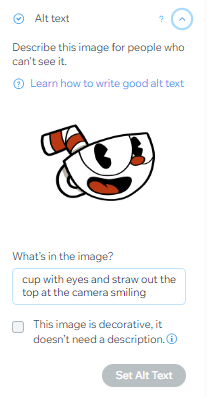 Alt text
?
Describe this image for people who
can't see it.
? Learn how to write good alt text
What's in the image?
cup with eyes and straw out the
top at the camera smiling
This image is decorative, it
doesn't need a description.
Set Alt Text